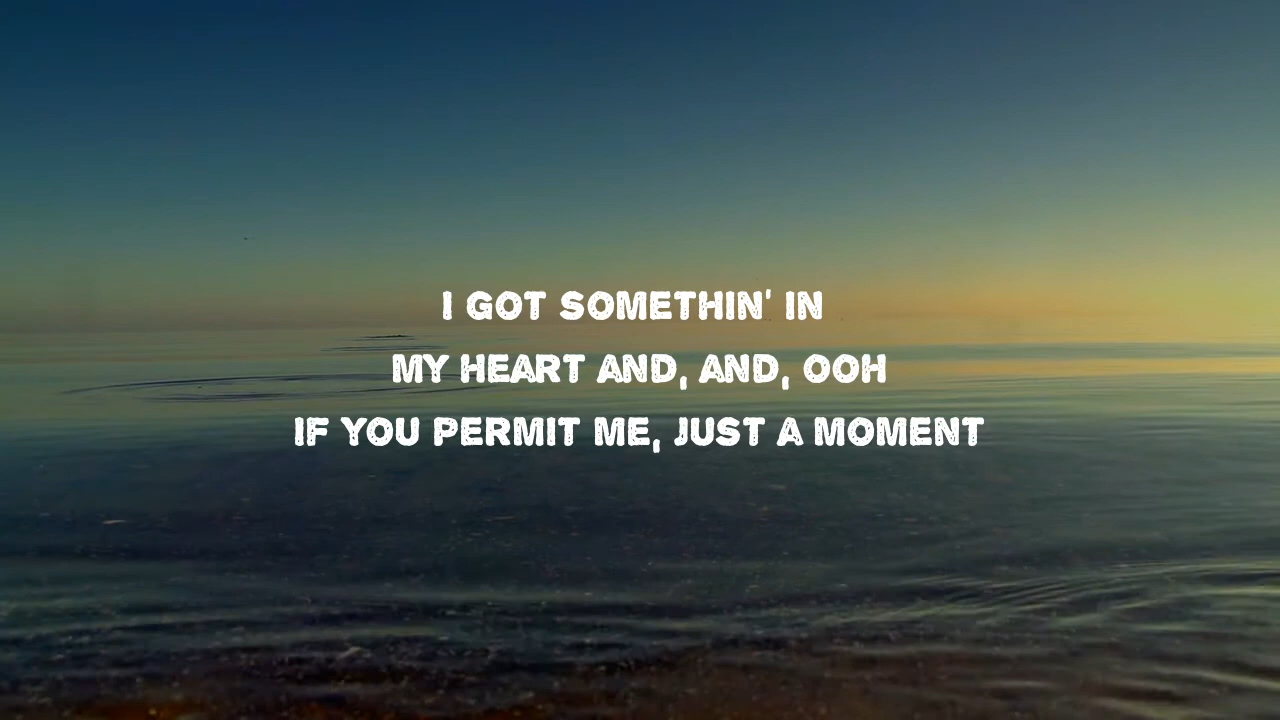 I GOT SOMETHIN' IN
MY HEART AND, AND, OOH
IF YOU PERMIT ME, JUST A MOMENT